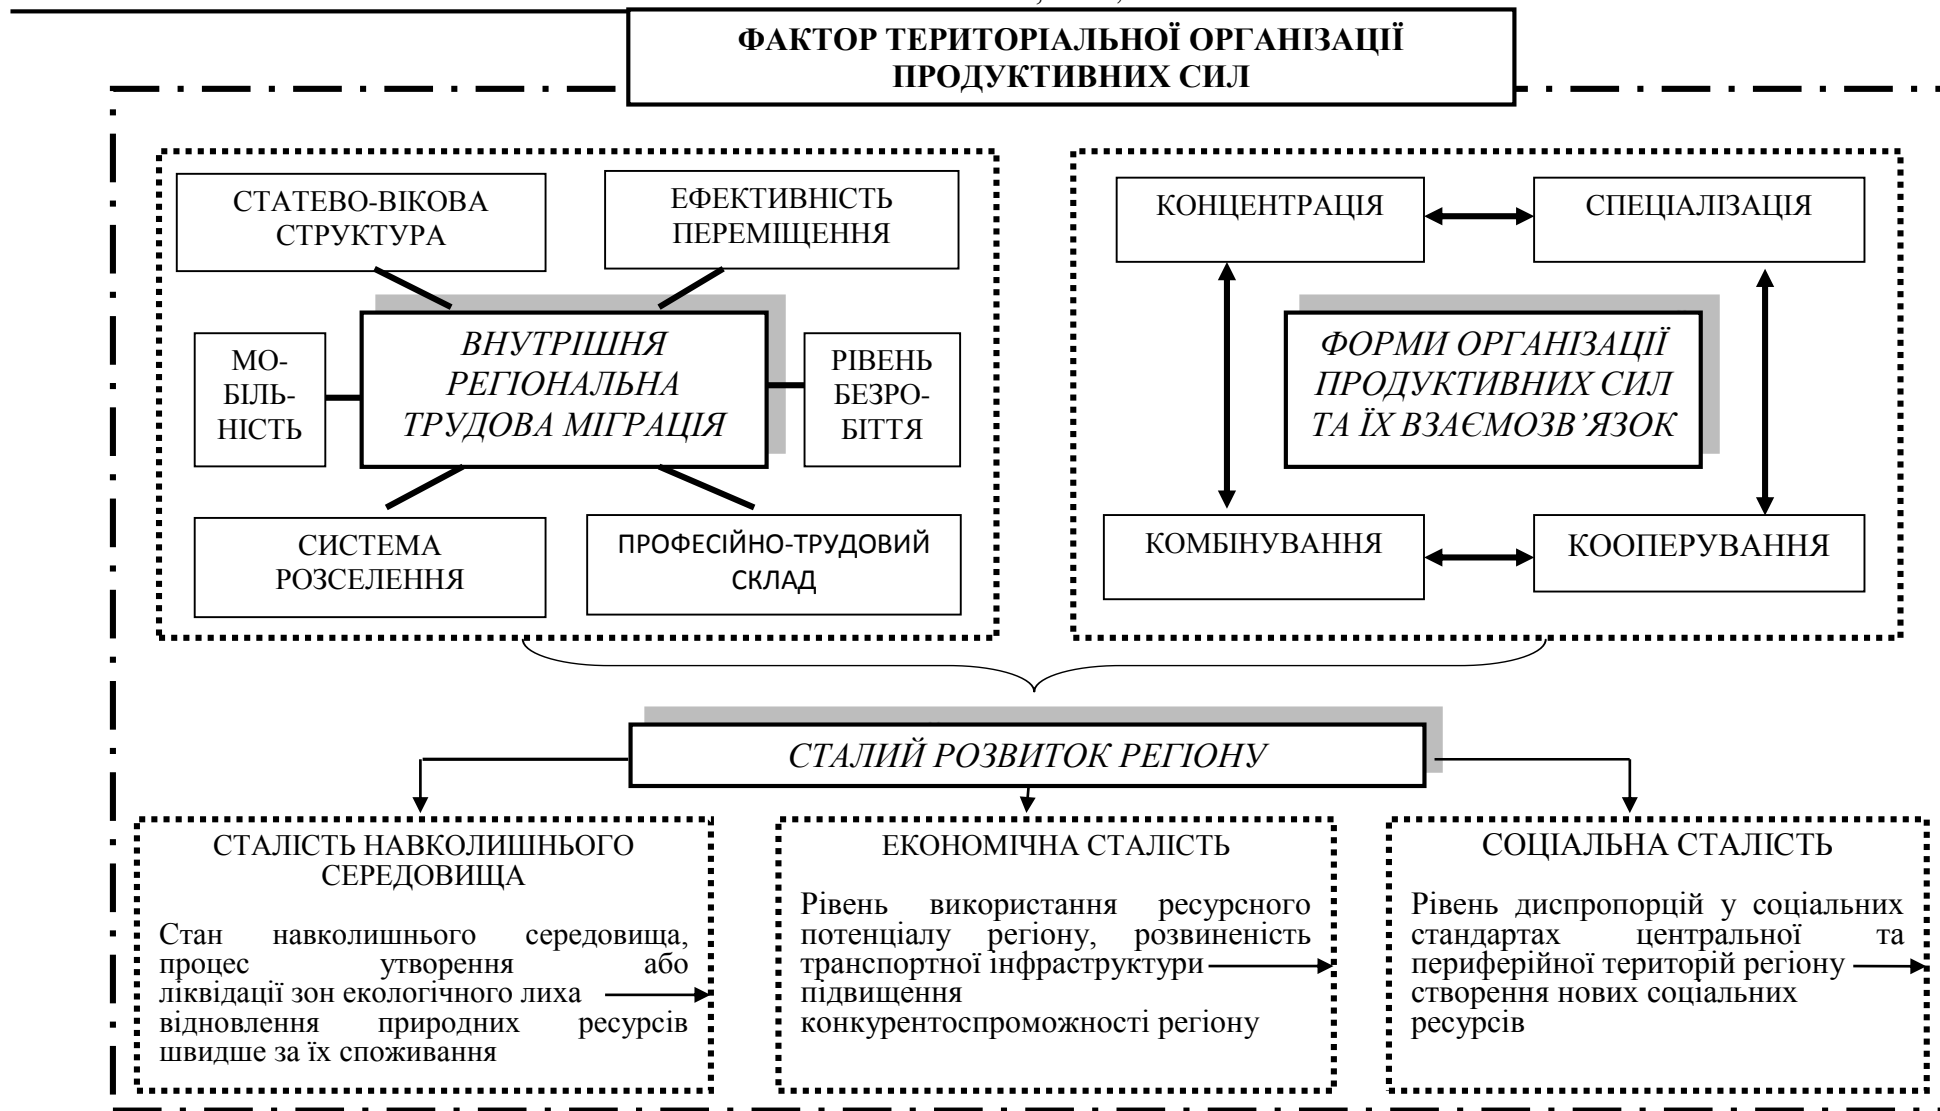 ФАКТОР ТЕРИТОРІАЛЬНОЇ ОРГАНІЗАЦІЇ
ПРОДУКТИВНИХ СИЛ
СТАТЕВО-ВІКОВА
СТРУКТУРА
ЕФЕКТИВНІСТЬ
ПЕРЕМІЩЕННЯ
МО-
БІЛЬ-
НІСТЬ
ВНУТРІШНЯ
РЕГІОНАЛЬНА
ТРУДОВА МІГРАЦІЯ
РІВЕНЬ
БЕЗРО-
БІТТЯ
СИСТЕМА
РОЗСЕЛЕННЯ
ПРОФЕСІЙНО-ТРУДОВИЙ
СКЛАД
КОНЦЕНТРАЦІЯ
СПЕЦІАЛІЗАЦІЯ
ФОРМИ ОРГАНІЗАЦІЇ
ПРОДУКТИВНИХ СИЛ
ТА ЇХ ВЗАЄМОЗВ’ЯЗОК
КОМБІНУВАННЯ
КООПЕРУВАННЯ
СТАЛИЙ РОЗВИТОК РЕГІОНУ
СТАЛІСТЬ НАВКОЛИШНЬОГО
СЕРЕДОВИЩА
Стан навколишнього середовища,
процес утворення або
ліквідації зон екологічного лиха
відновлення природних ресурсів
швидше за їх споживання
ЕКОНОМІЧНА СТАЛІСТЬ
Рівень використання ресурсного
потенціалу регіону, розвиненість
транспортної інфраструктури
підвищення
конкурентоспроможності регіону
СОЦІАЛЬНА СТАЛІСТЬ
Рівень диспропорцій у соціальних
стандартах центральної та
периферійної територій регіону
створення нових соціальних
ресурсів